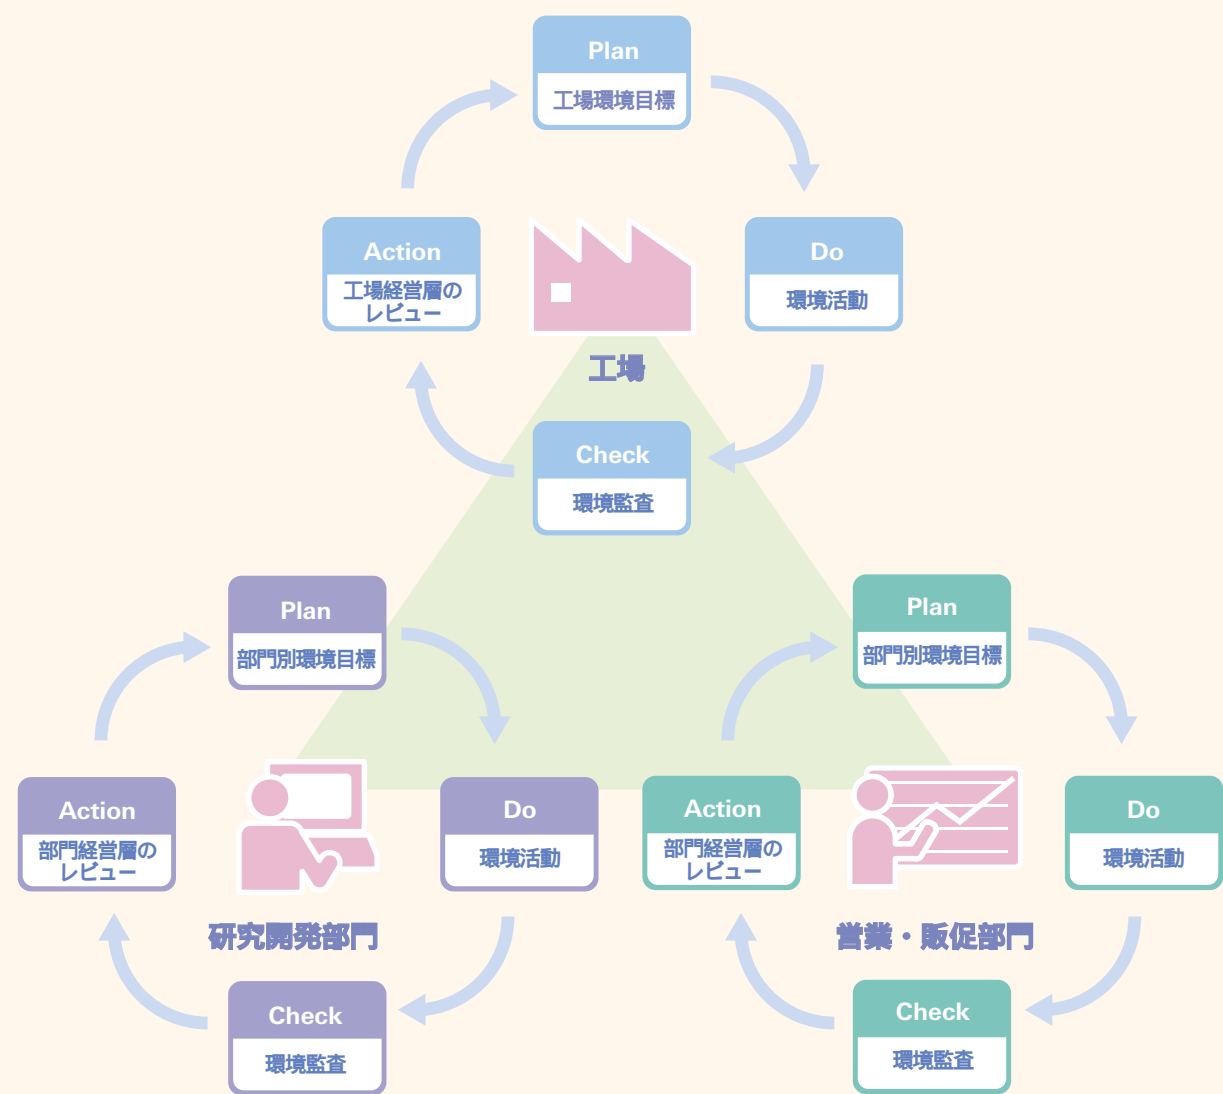 Plan
工場環境目標
Action
工場経営層の
レビュー
Do
環境活動
工場
Check
環境監査
Plan
部門別環境目標
Action
部門経営層の
レビュー
Do
環境活動
研究開発部門
Check
環境監査
Plan
部門別環境目標
Action
部門経営層の
レビュー
Do
環境活動
営業・販促部門
Check
環境監査